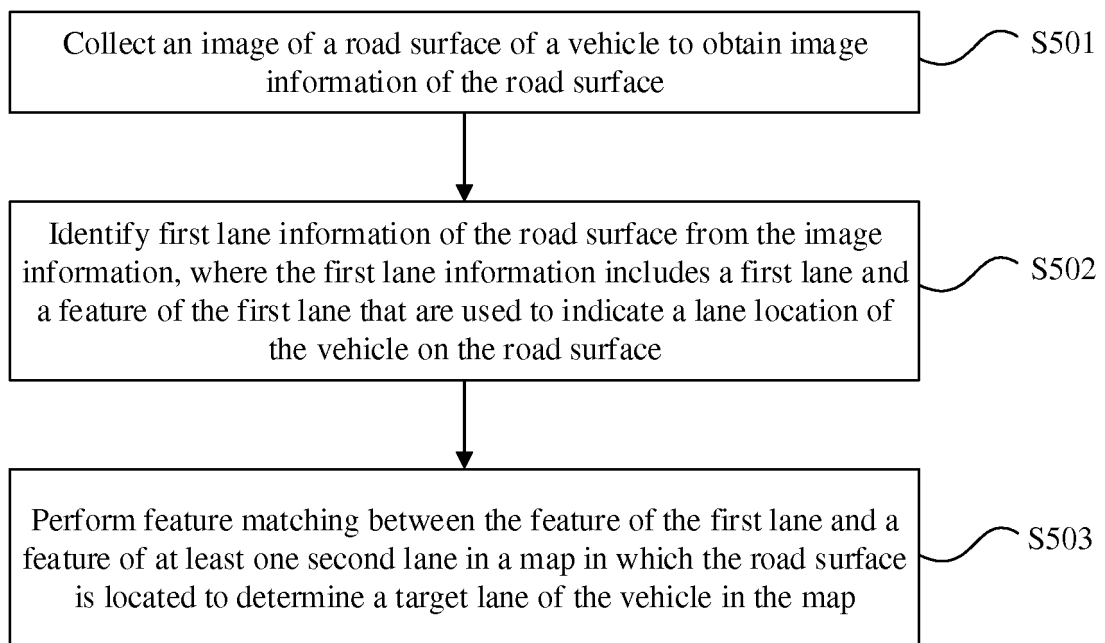 Collect an image of a road surface of a vehicle to obtain image
information of the road surface
S501
Identify first lane information of the road surface from the image
information, where the first lane information includes a first lane and
a feature of the first lane that are used to indicate a lane location of
the vehicle on the road surface
S502
Perform feature matching between the feature of the first lane and a
feature of at least one second lane in a map in which the road surface
is located to determine a target lane of the vehicle in the map
S503